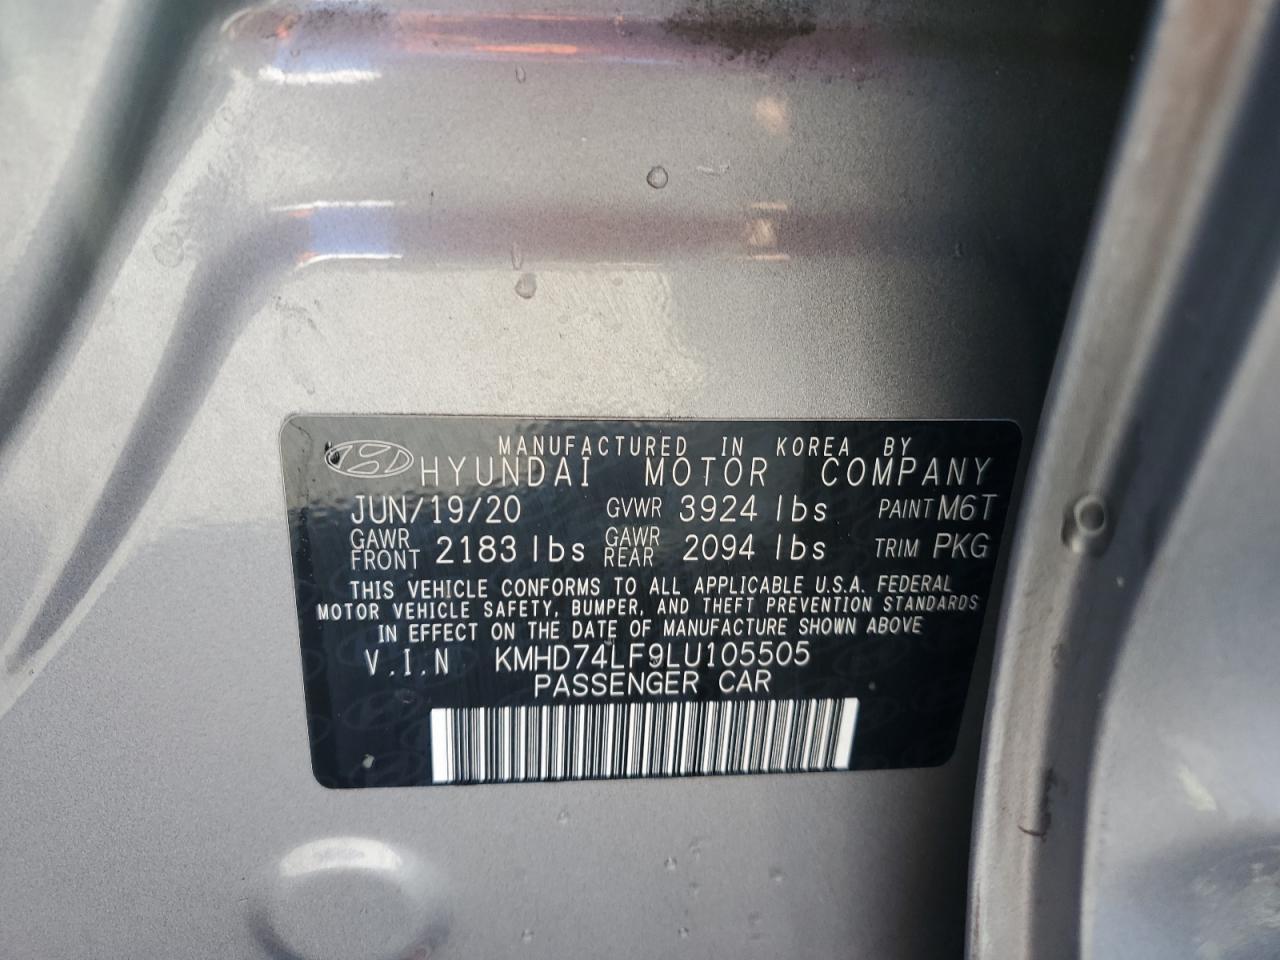 MANUFACTURED IN KOREA BY
HYUNDAI MOTOR COMPANY
JUN/19/20 GVWR 3924 lbs PAINT M6T
GAWR FRONT 2183 lbs GAWR REAR 2094 lbs TRIM PKG
THIS VEHICLE CONFORMS TO ALL APPLICABLE U.S.A. FEDERAL
MOTOR VEHICLE SAFETY, BUMPER, AND THEFT PREVENTION STANDARDS
IN EFFECT ON THE DATE OF MANUFACTURE SHOWN ABOVE
V.I.N KMHD74LF9LU105505
PASSENGER CAR